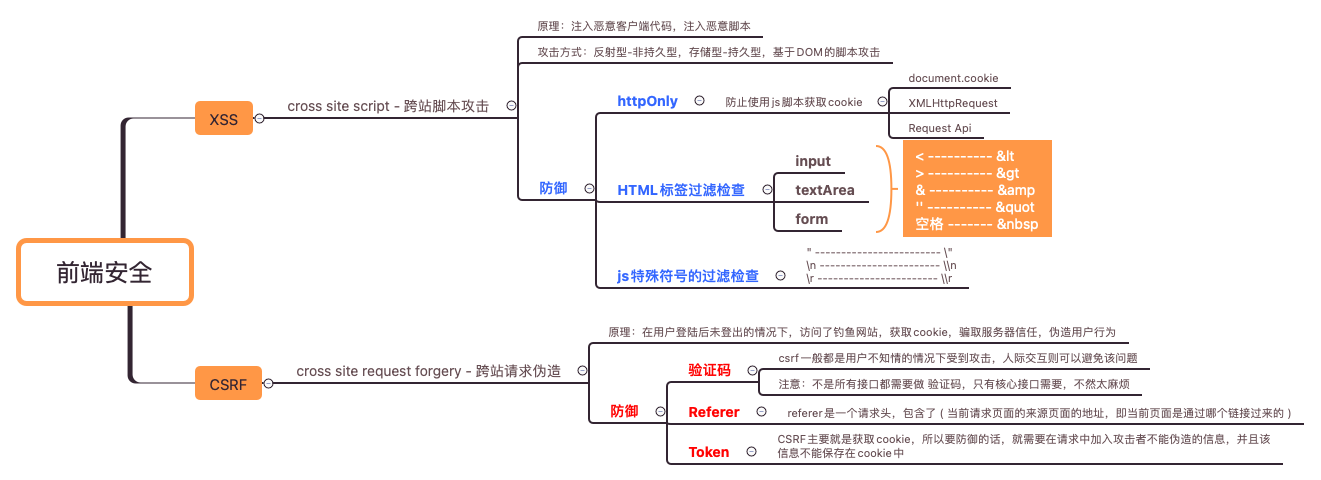 前端安全
XSS
cross site script - 跨站脚本攻击
原理：注入恶意客户端代码，注入恶意脚本
攻击方式：反射型-非持久型，存储型-持久型，基于DOM的脚本攻击
防御
httpOnly
防止使用js脚本获取cookie
document.cookie
XMLHttpRequest
Request Api
HTML标签过滤检查
input
textArea
form
< ---------- &lt
> ---------- &gt
& ---------- &amp
'' ---------- &quot
空格 ------- &nbsp
js特殊符号的过滤检查
" ------------------------ \"
\n ----------------------- \\n
\r ----------------------- \\r
CSRF
cross site request forgery - 跨站请求伪造
原理：在用户登陆后未登出的情况下，访问了钓鱼网站，获取cookie，骗取服务器信任，伪造用户行为
防御
验证码
csrf一般都是用户不知情的情况下受到攻击，人际交互则可以避免该问题
注意：不是所有接口都需要做 验证码，只有核心接口需要，不然太麻烦
Referer
referer是一个请求头，包含了（当前请求页面的来源页面的地址，即当前页面是通过哪个链接过来的）
Token
CSRF主要就是获取cookie，所以要防御的话，就需要在请求中加入攻击者不能伪造的信息，并且该
信息不能保存在cookie中